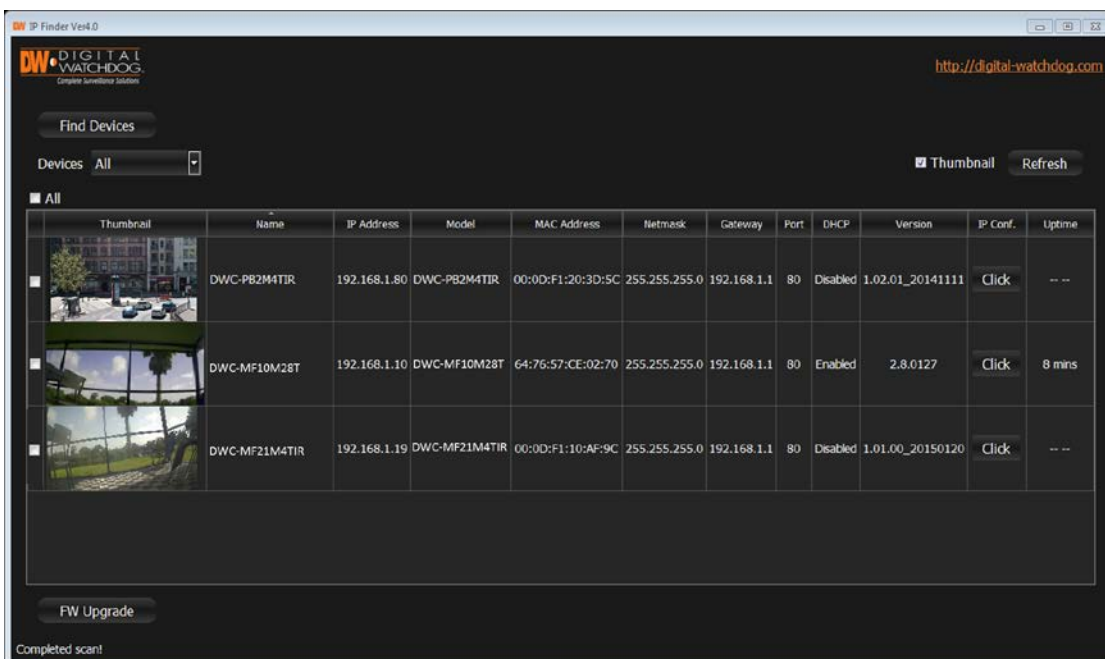 DW IP Finder Ver4.0
DW DIGITAL
WATCHDOG
Complete Surveillance Solutions
http://digital-watchdog.com
Find Devices
Devices All
Thumbnail Refresh
All
Thumbnail Name IP Address Model MAC Address Netmask Gateway Port DHCP Version IP Conf. Uptime
DWC-PB2M4TIR 192.168.1.80 DWC-PB2M4TIR 00:0D:F1:20:3D:5C 255.255.255.0 192.168.1.1 80 Disabled 1.02.01_20141111 Click -- --
DWC-MF10M28T 192.168.1.10 DWC-MF10M28T 64:76:57:CE:02:70 255.255.255.0 192.168.1.1 80 Enabled 2.8.0127 Click 8 mins
DWC-MF21M4TIR 192.168.1.19 DWC-MF21M4TIR 00:0D:F1:10:AF:9C 255.255.255.0 192.168.1.1 80 Disabled 1.01.00_20150120 Click -- --
FW Upgrade
Completed scan!